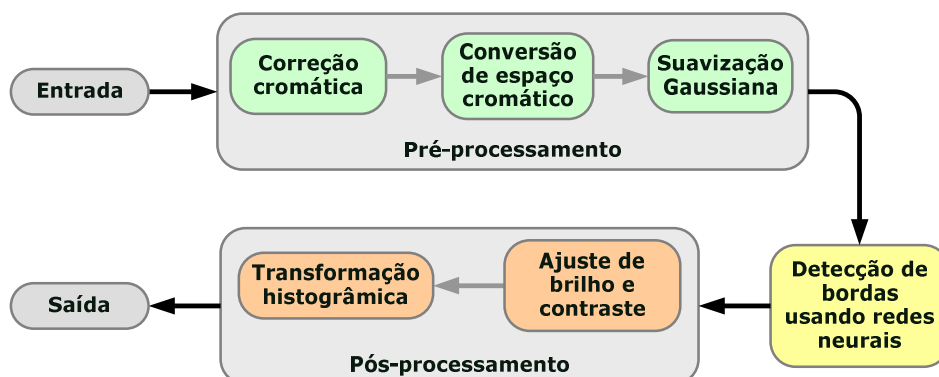 Entrada
Correção
cromática
Conversão
de espaço
cromático
Suavização
Gaussiana
Pré-processamento
Detecção de
bordas
usando redes
neurais
Ajuste de
brilho e
contraste
Transformação
histogrâmica
Pós-processamento
Saída